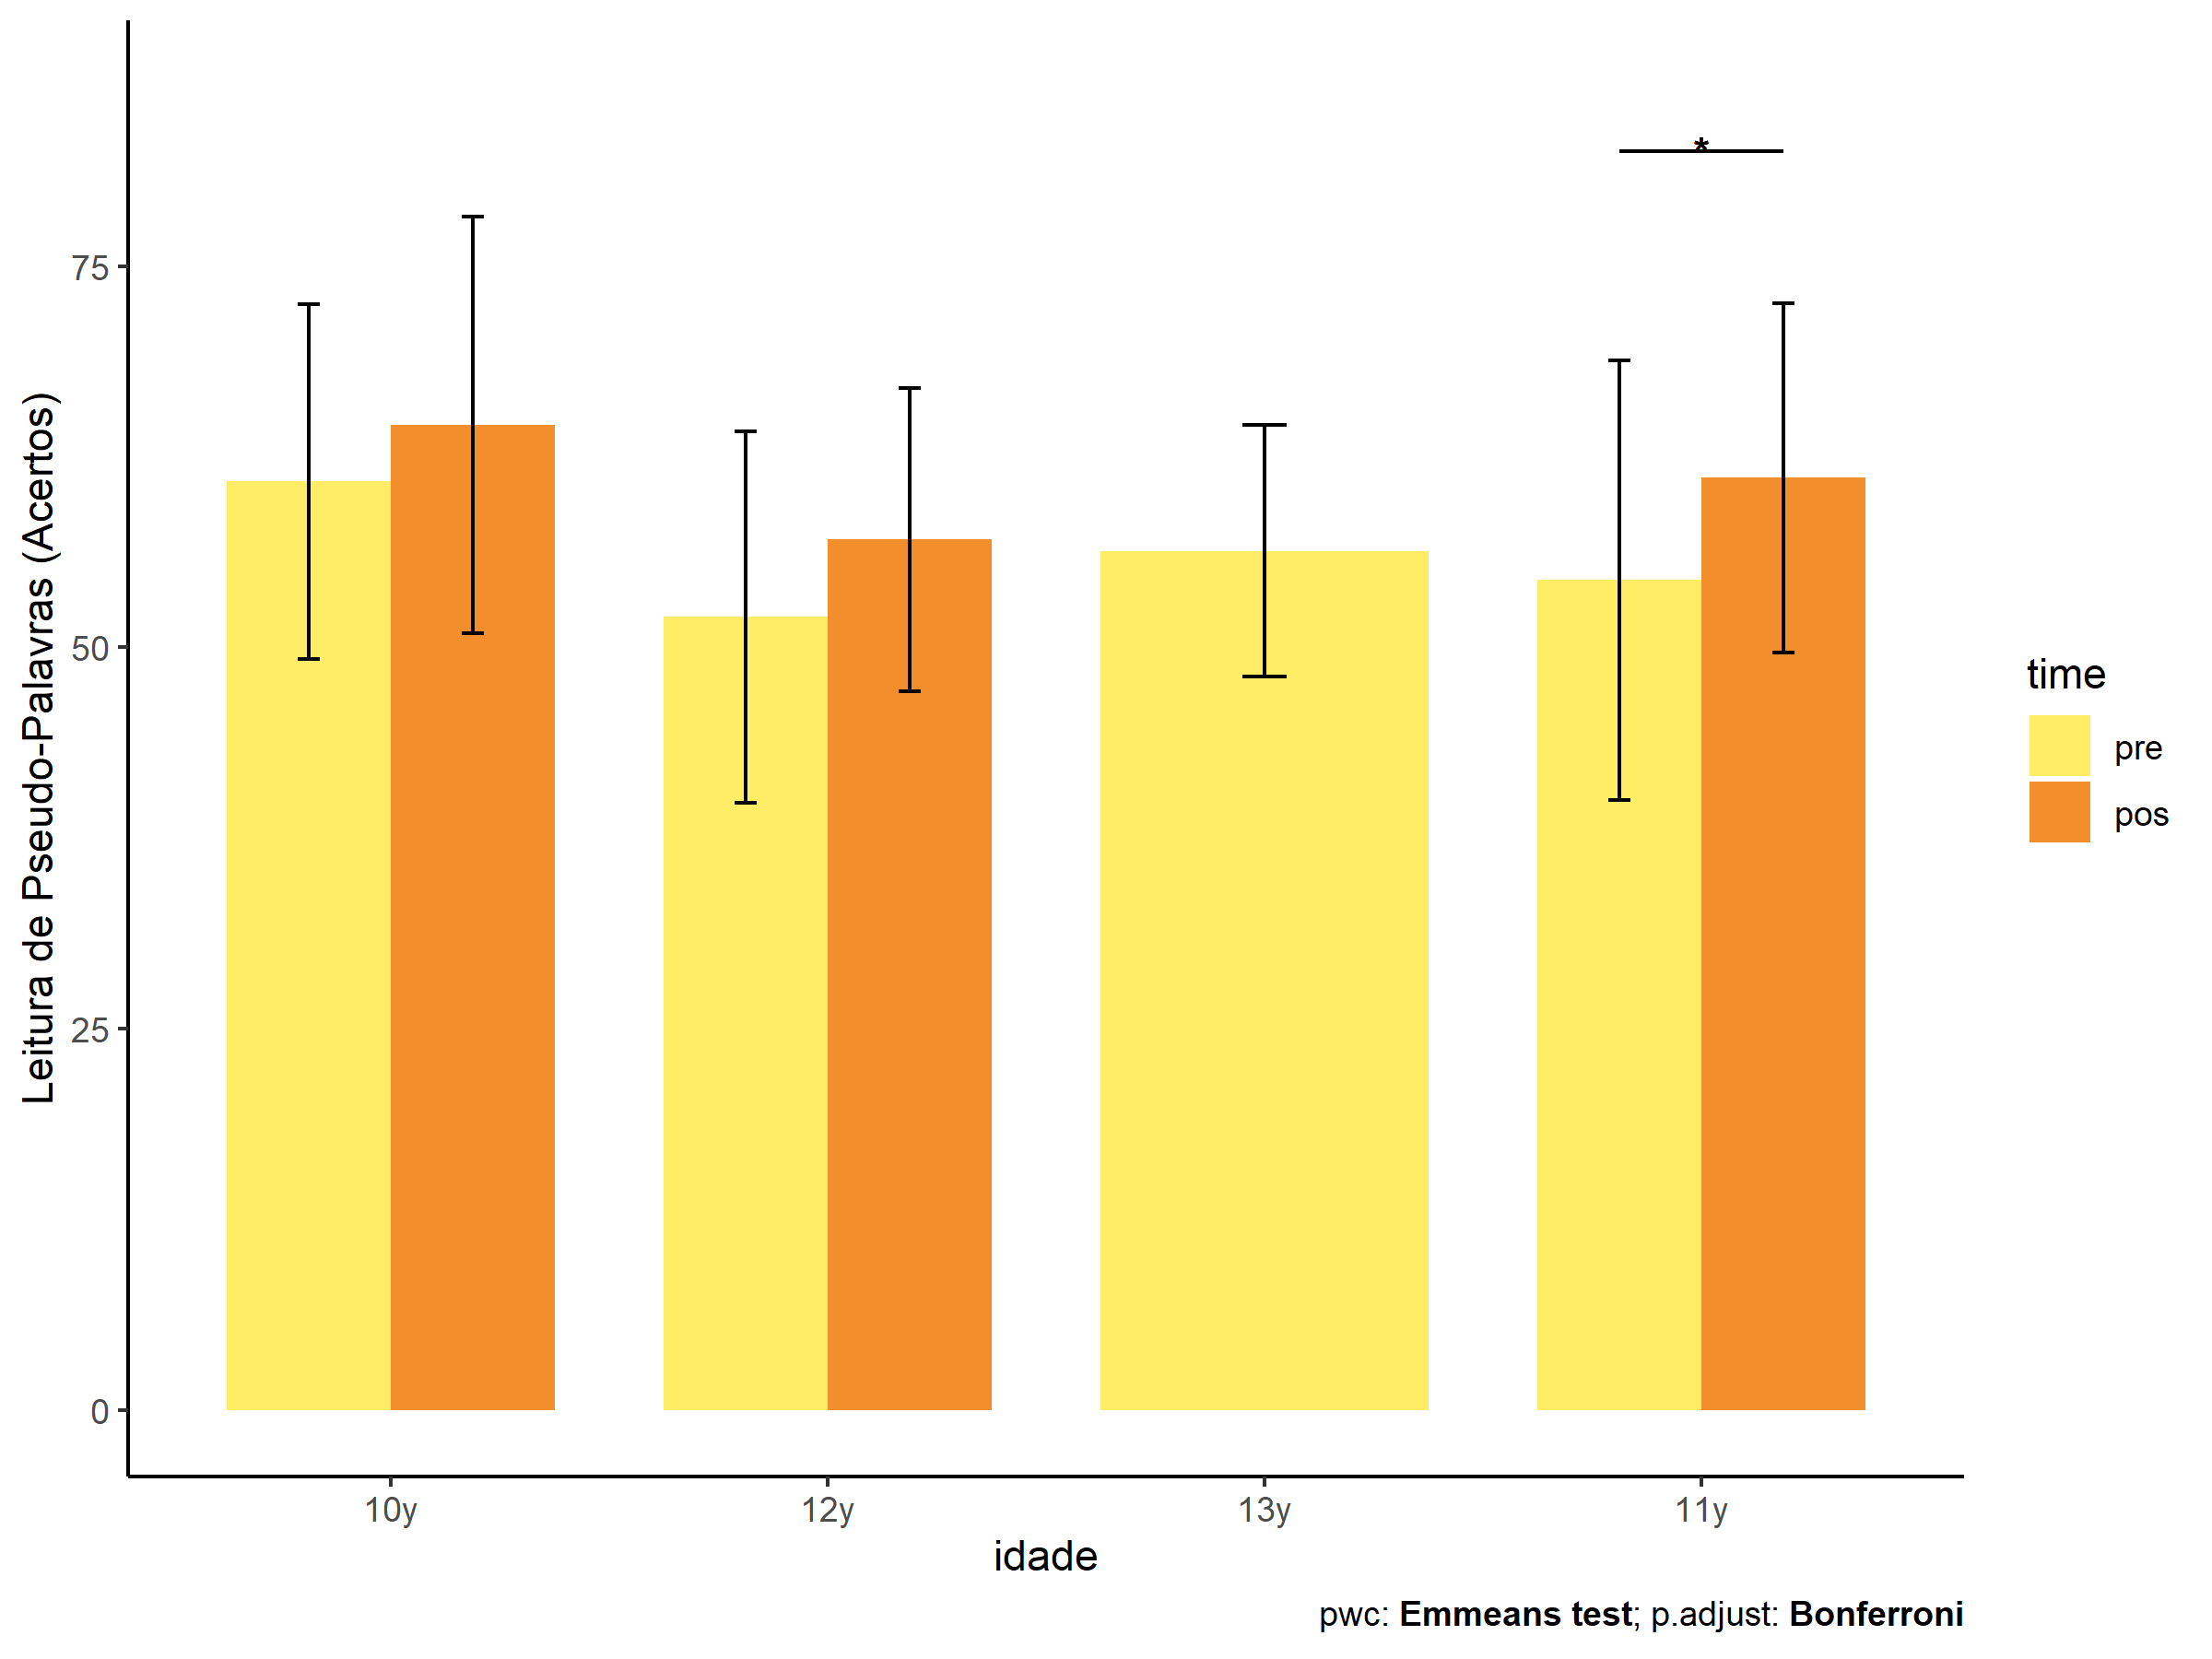 Leitura de Pseudo-Palavras (Acertos)
75
50
25
0
*
10y
12y
13y
11y
idade
time
pre
pos
pwc: Emmeans test; p.adjust: Bonferroni